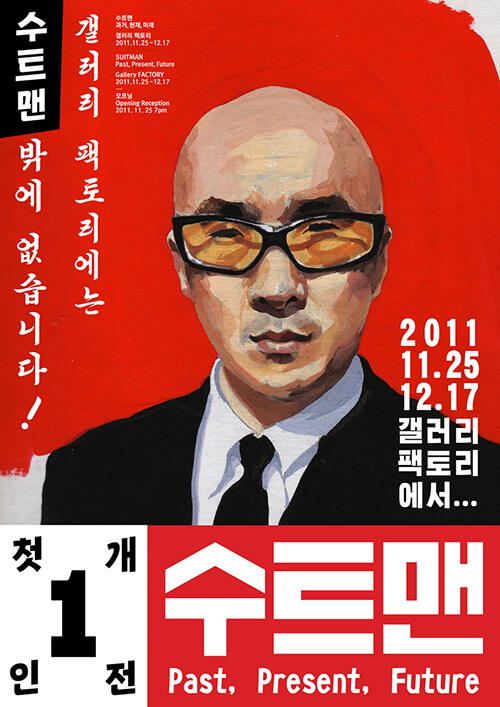 갤러리 팩토리에는
수트맨 밖에 없습니다!
수트맨
과거, 현재, 미래
갤러리 팩토리
2011.11.25–12.17
SUITMAN
Past, Present, Future
Gallery FACTORY
2011.11.25–12.17
오프닝
Opening Reception
2011. 11. 25 7pm
2011
11.25
12.17
갤러리
팩토리
에서...
첫 개
1
인 전
수트맨
Past, Present, Future